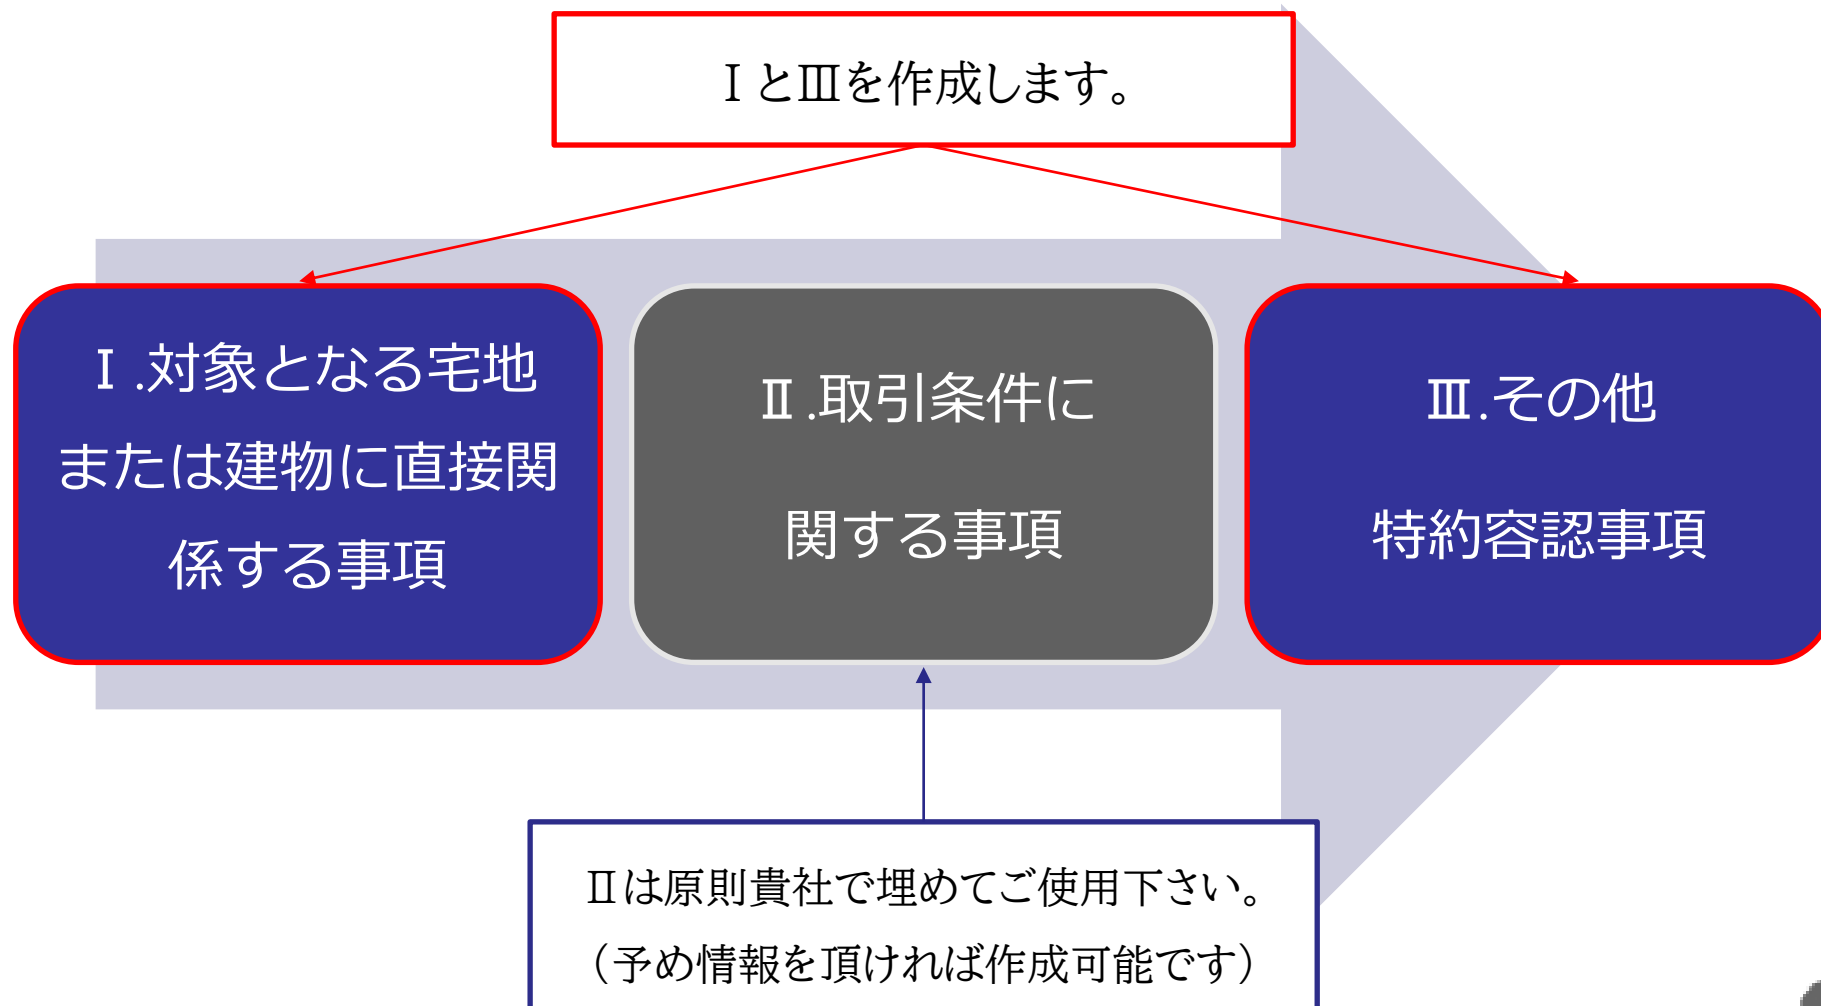 ⅠとⅢを作成します。
Ⅰ.対象となる宅地
または建物に直接関
係する事項
Ⅱ.取引条件に
関する事項
Ⅲ.その他
特約容認事項
Ⅱは原則貴社で埋めてご使用下さい。
（予め情報を頂ければ作成可能です）